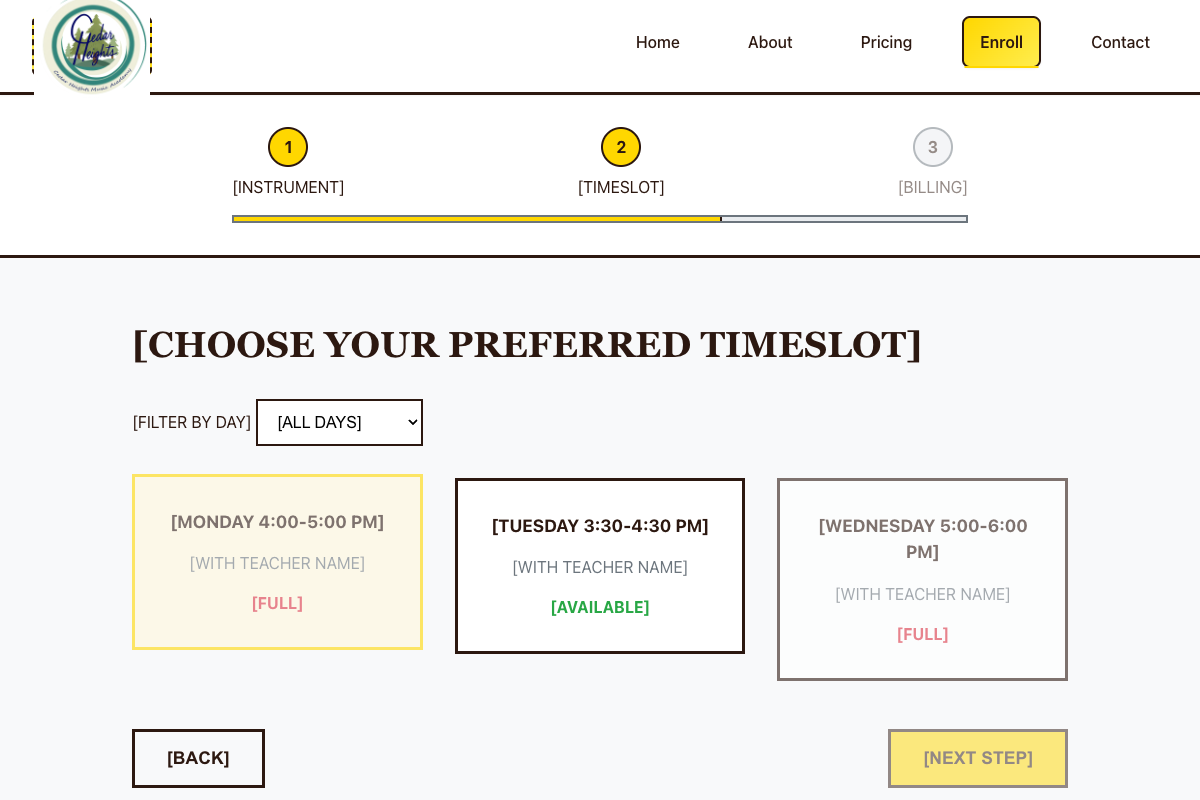 Cedar Heights
Cedar Heights Music Academy
Home
About
Pricing
Enroll
Contact
1
2
3
[INSTRUMENT]
[TIMESLOT]
[BILLING]
[CHOOSE YOUR PREFERRED TIMESLOT]
[FILTER BY DAY]
[ALL DAYS]
[MONDAY 4:00-5:00 PM]
[WITH TEACHER NAME]
[FULL]
[TUESDAY 3:30-4:30 PM]
[WITH TEACHER NAME]
[AVAILABLE]
[WEDNESDAY 5:00-6:00
PM]
[WITH TEACHER NAME]
[FULL]
[BACK]
[NEXT STEP]